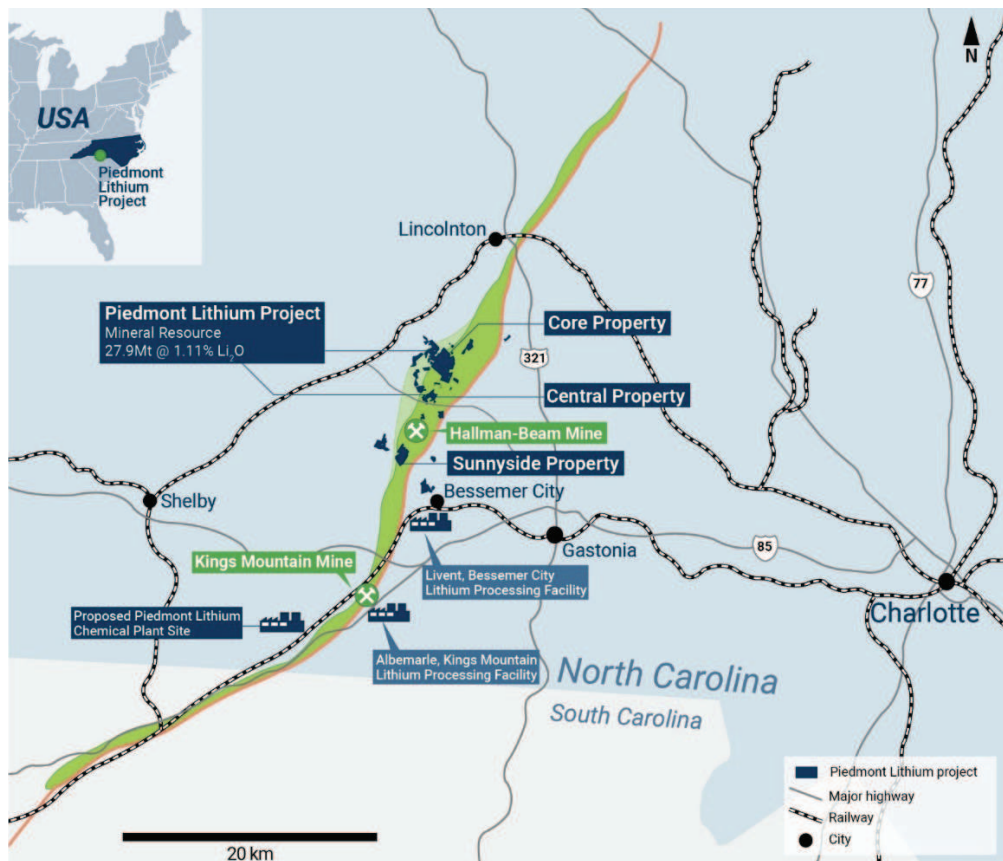 N
USA
Piedmont
Lithium
Project
Lincolnton
77
Piedmont Lithium Project
Mineral Resource
27.9Mt @ 1.11% Li₂O
Core Property
321
Central Property
Hallman-Beam Mine
Sunnyside Property
Shelby
Bessemer City
Gastonia
85
Kings Mountain Mine
Livent, Bessemer City
Lithium Processing Facility
Charlotte
Proposed Piedmont Lithium
Chemical Plant Site
Albemarle, Kings Mountain
Lithium Processing Facility
North Carolina
South Carolina
Piedmont Lithium project
Major highway
Railway
City
20 km